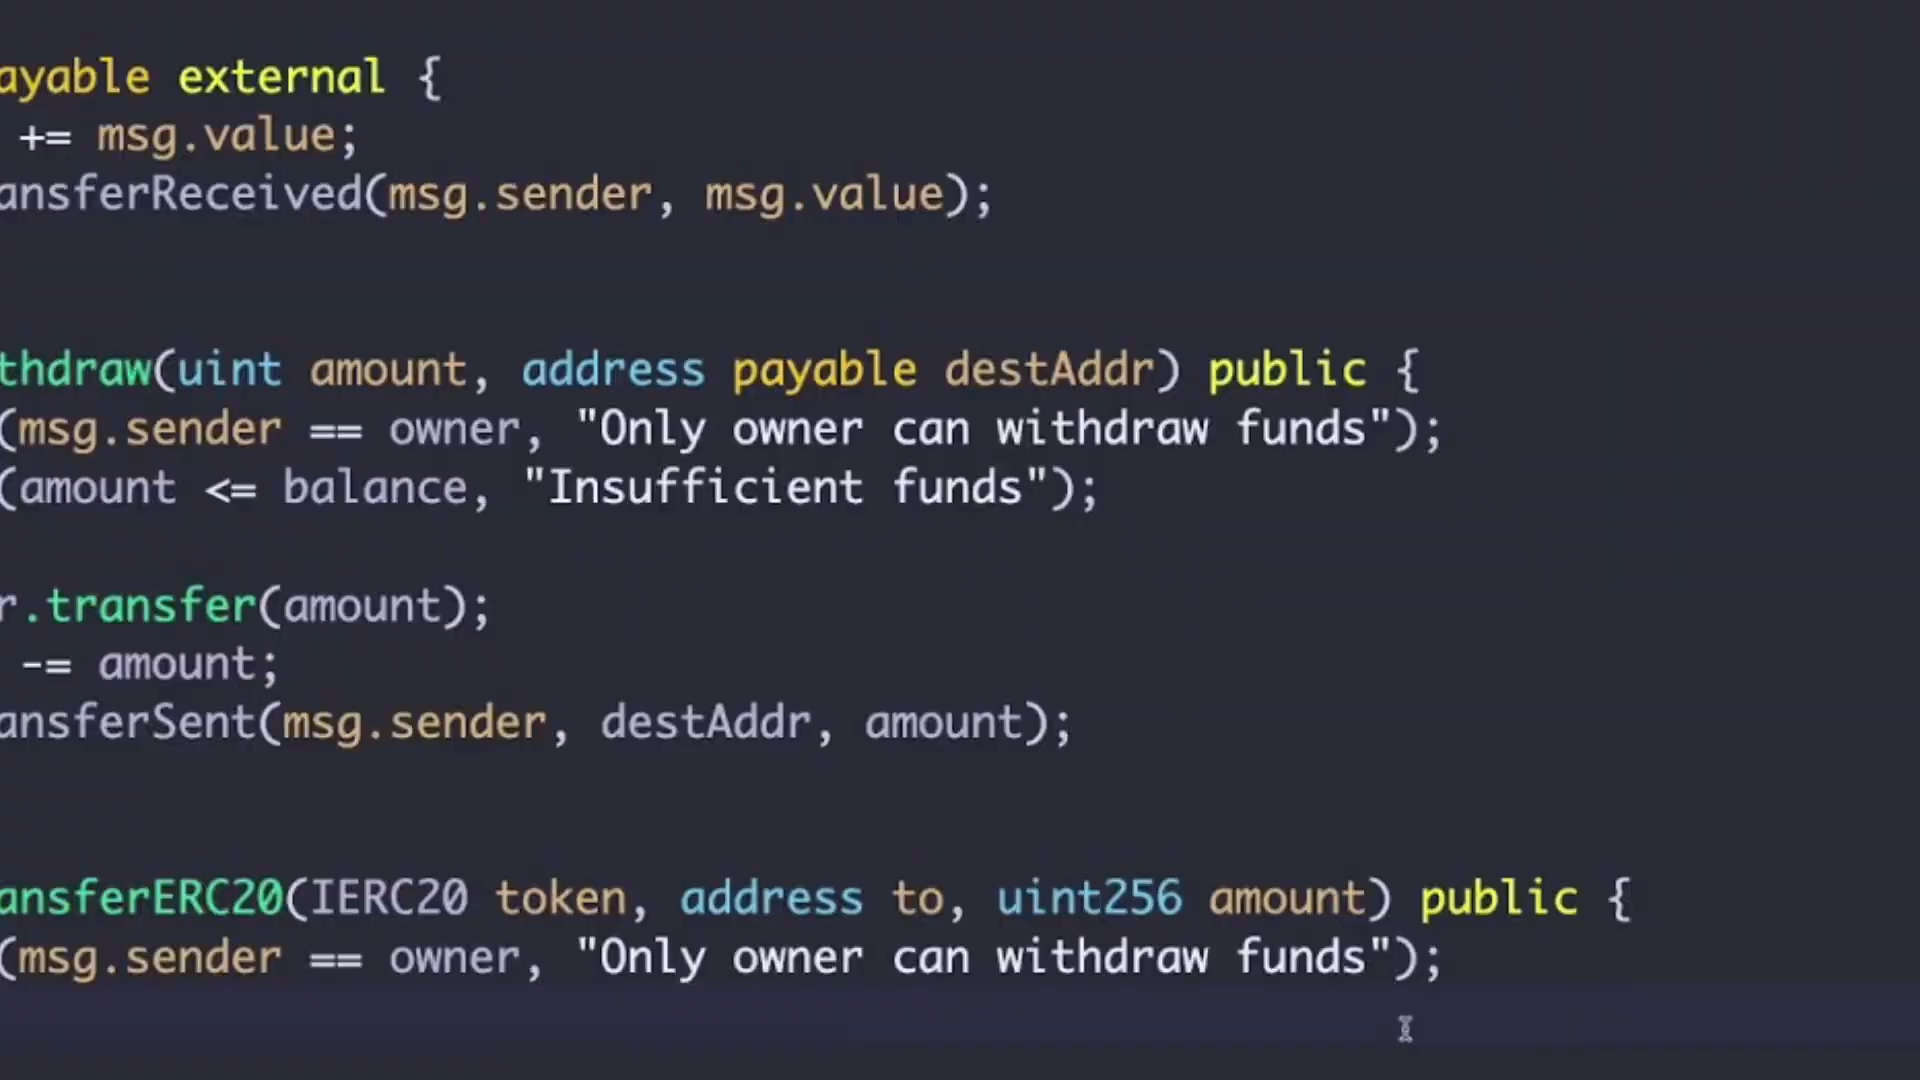 ayable external {
+= msg.value;
ansferReceived(msg.sender, msg.value);
thdraw(uint amount, address payable destAddr) public {
(msg.sender == owner, "Only owner can withdraw funds");
(amount <= balance, "Insufficient funds");
r.transfer(amount);
-= amount;
ansferSent(msg.sender, destAddr, amount);
ansferERC20(IERC20 token, address to, uint256 amount) public {
(msg.sender == owner, "Only owner can withdraw funds");